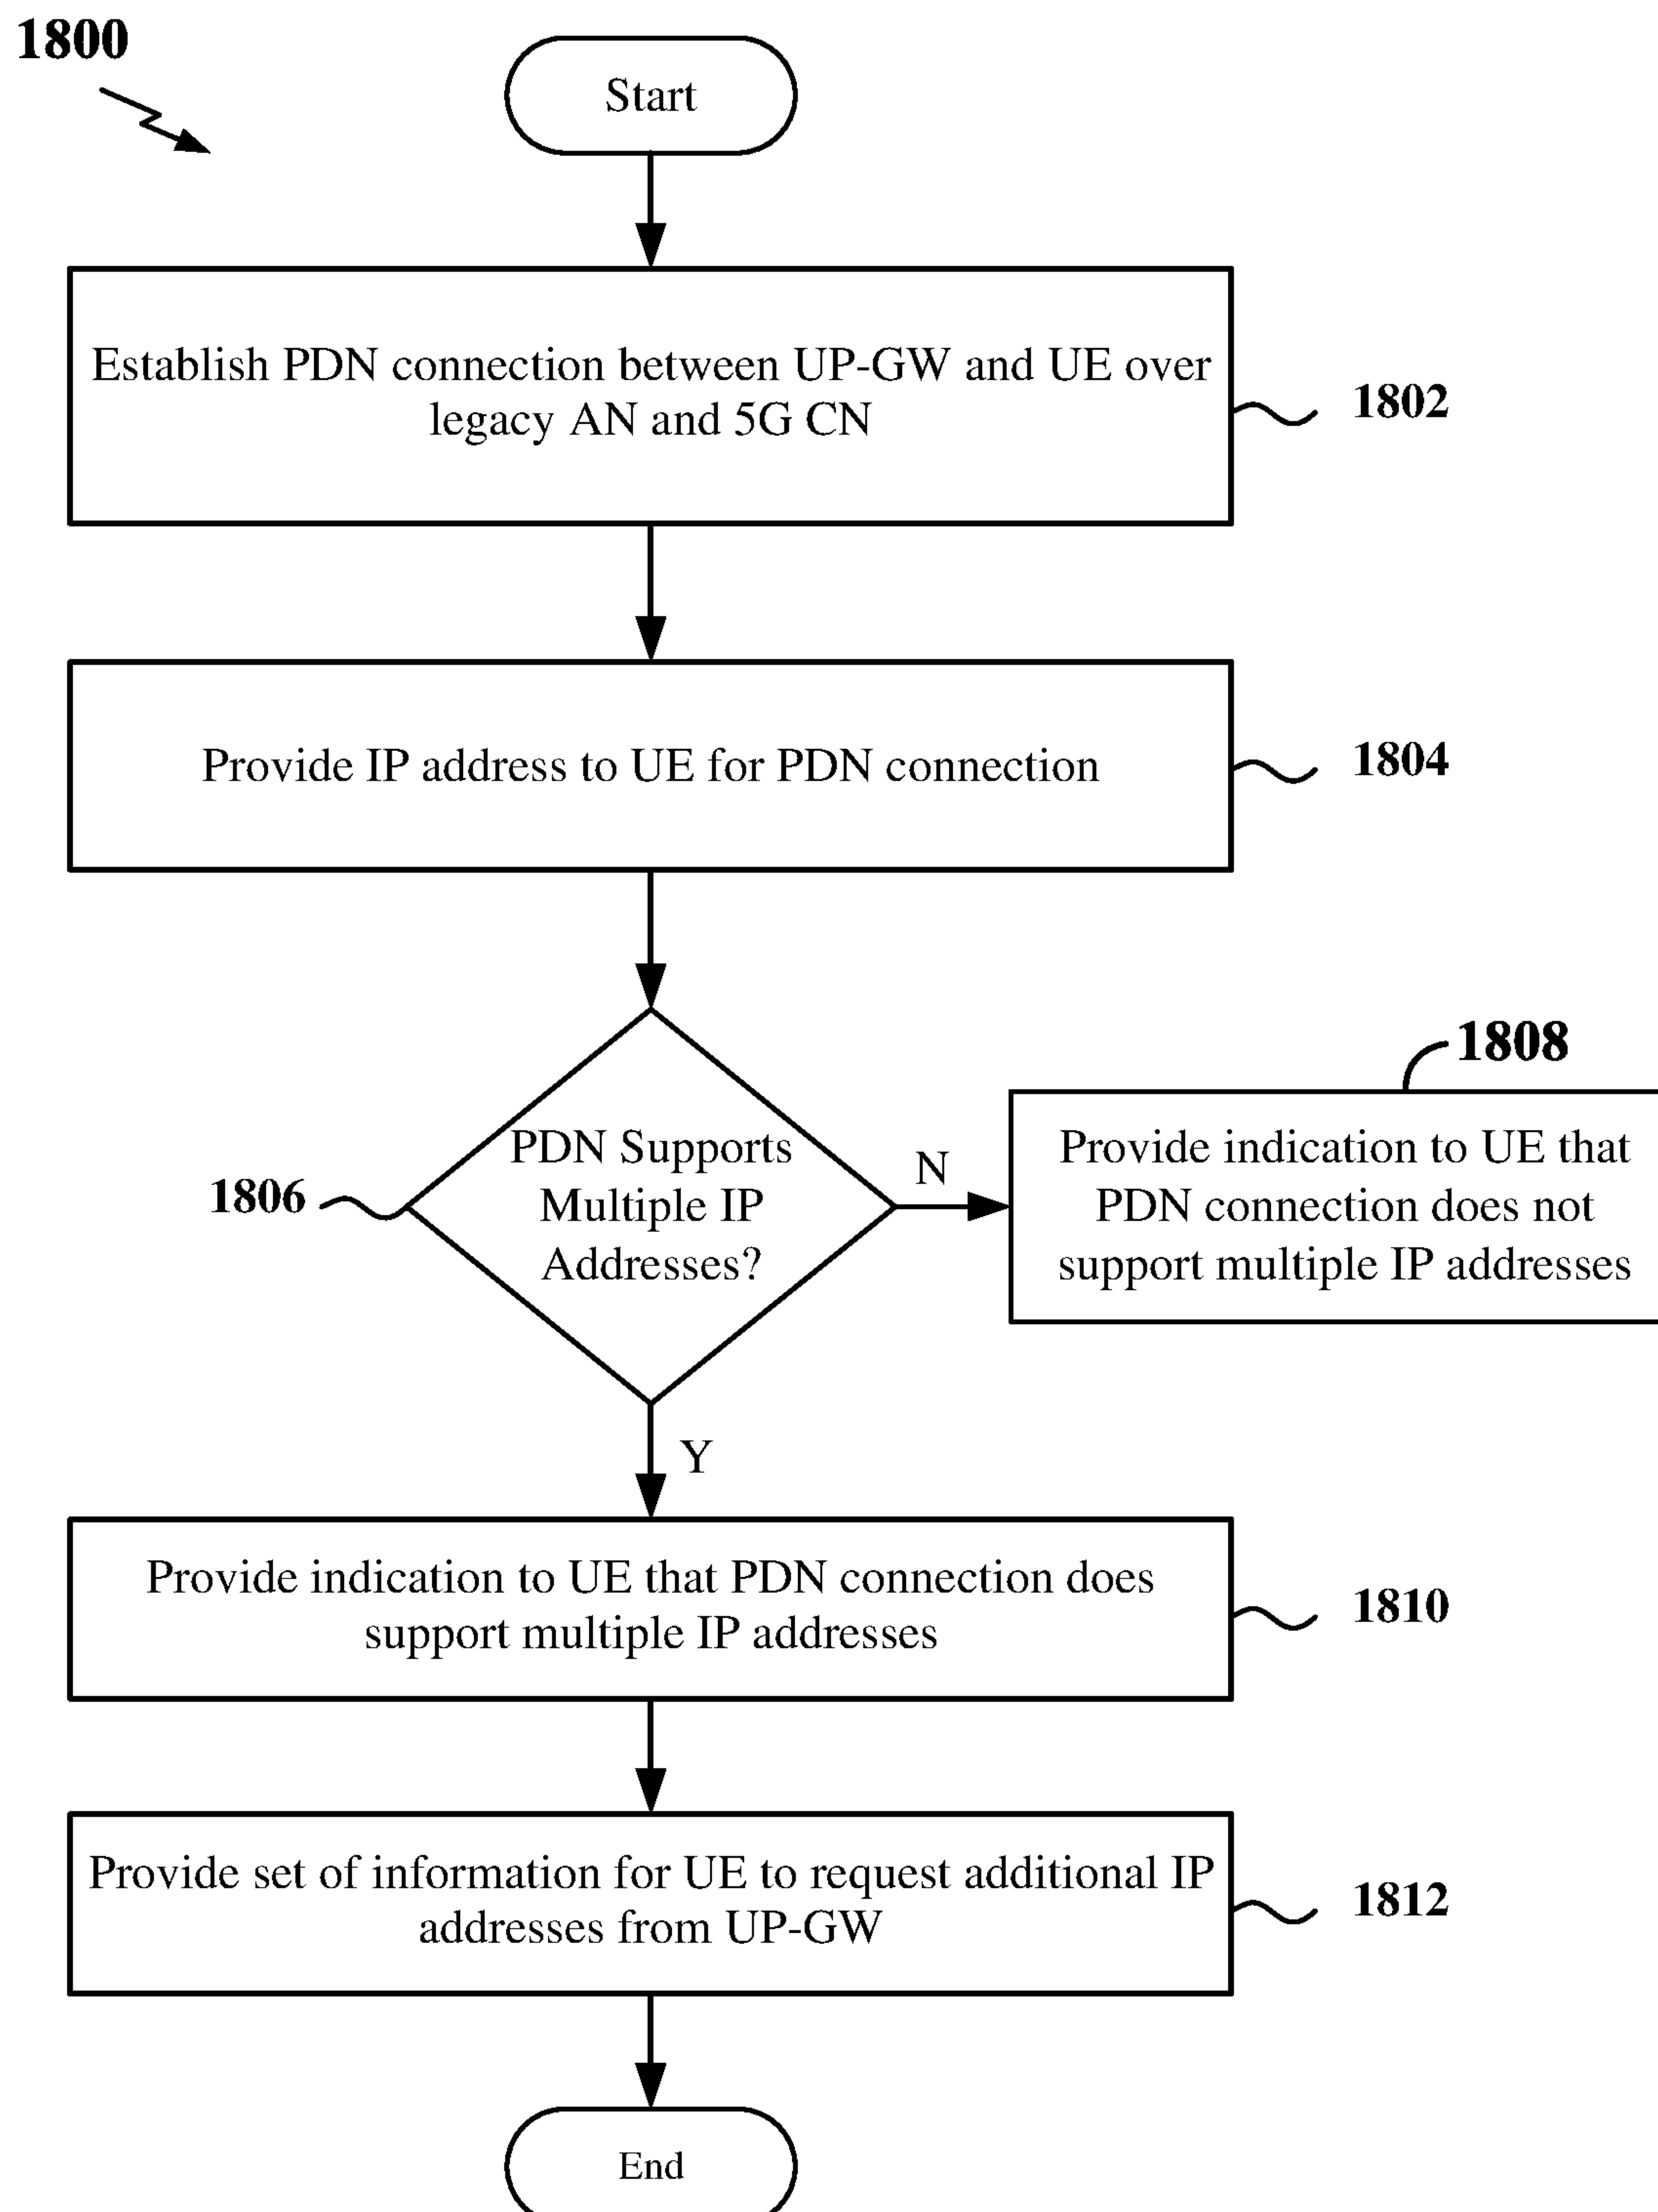 1800
Start
Establish PDN connection between UP-GW and UE over
legacy AN and 5G CN
1802
Provide IP address to UE for PDN connection
1804
PDN Supports
Multiple IP
Addresses?
1806
N
1808
Provide indication to UE that
PDN connection does not
support multiple IP addresses
Y
Provide indication to UE that PDN connection does
support multiple IP addresses
1810
Provide set of information for UE to request additional IP
addresses from UP-GW
1812
End